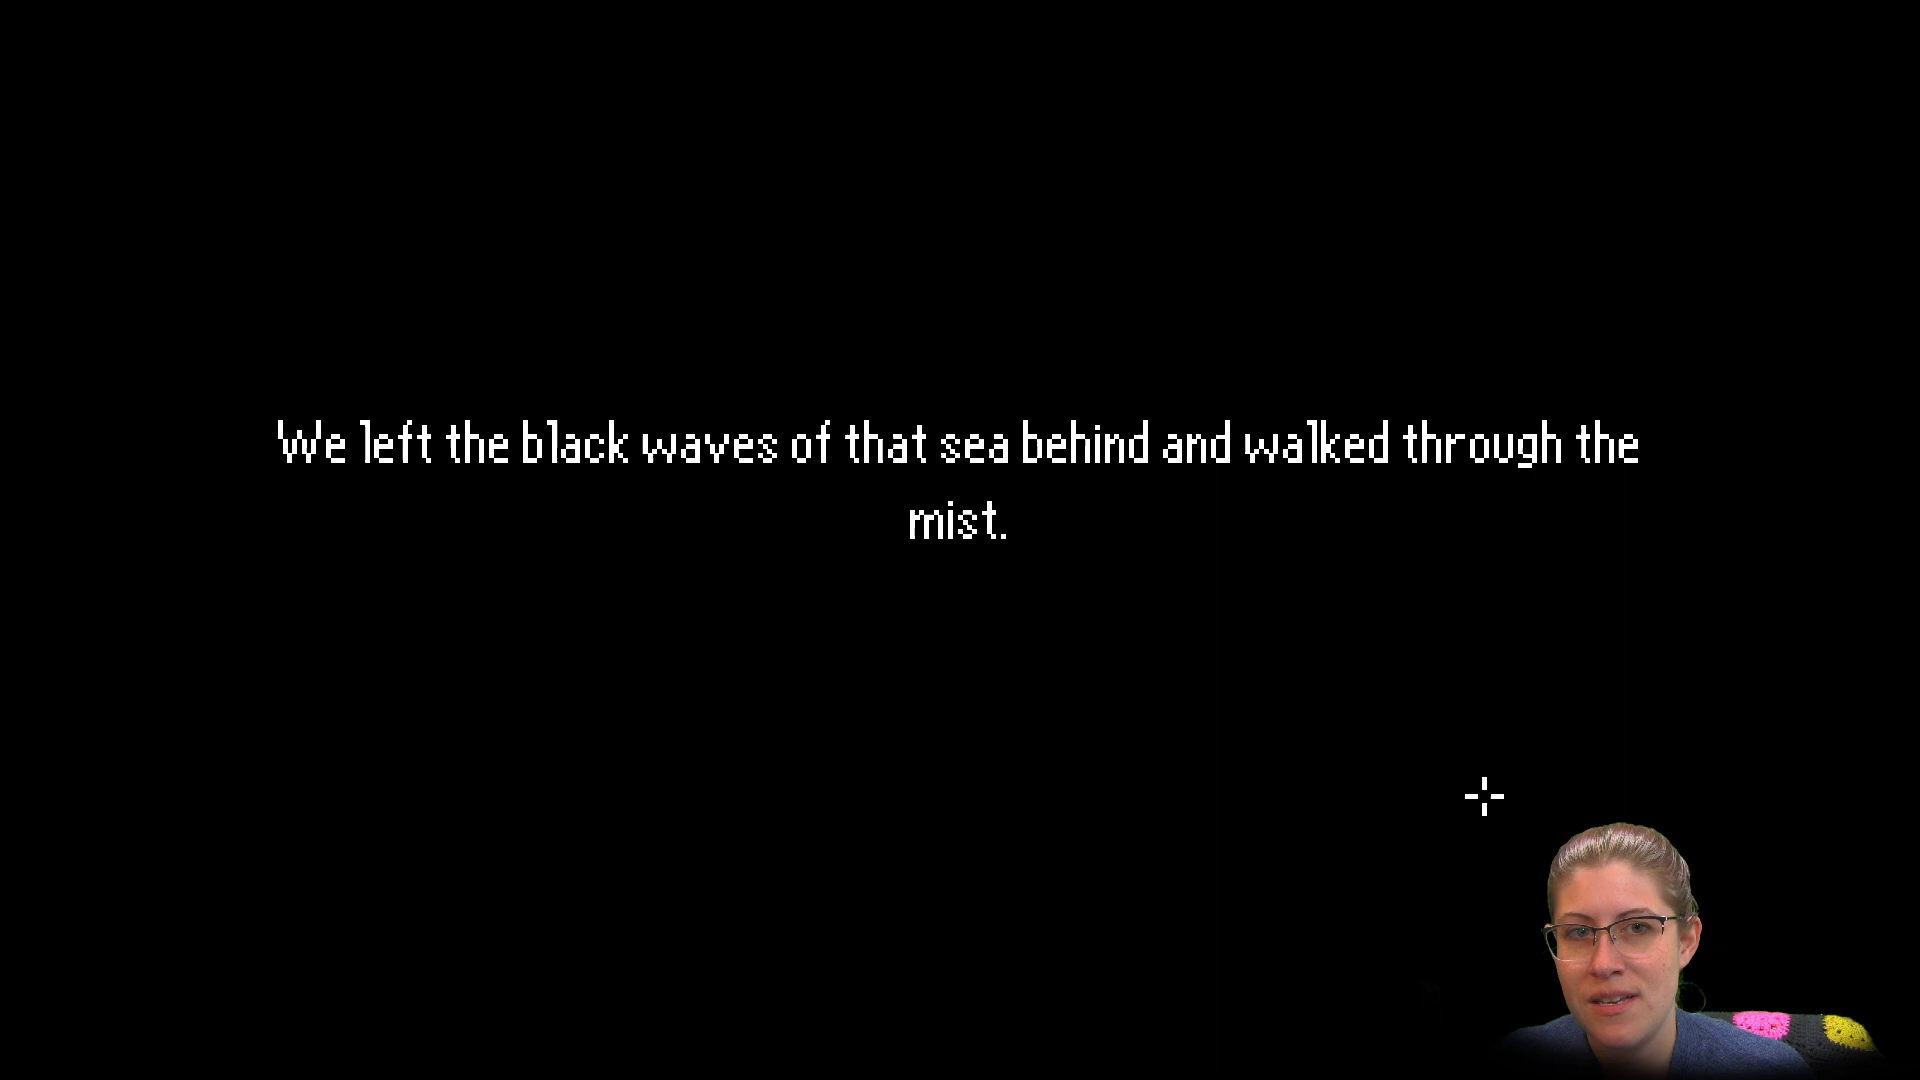 We left the black waves of that sea behind and walked through the
mist.